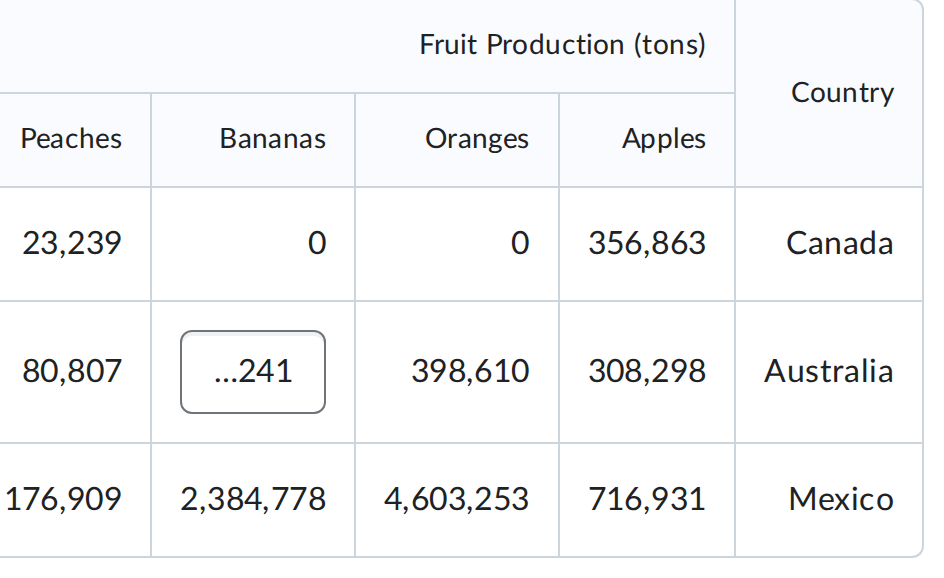 Fruit Production (tons)
Country
Peaches Bananas Oranges Apples
23,239 0 0 356,863 Canada
80,807 ...241 398,610 308,298 Australia
176,909 2,384,778 4,603,253 716,931 Mexico